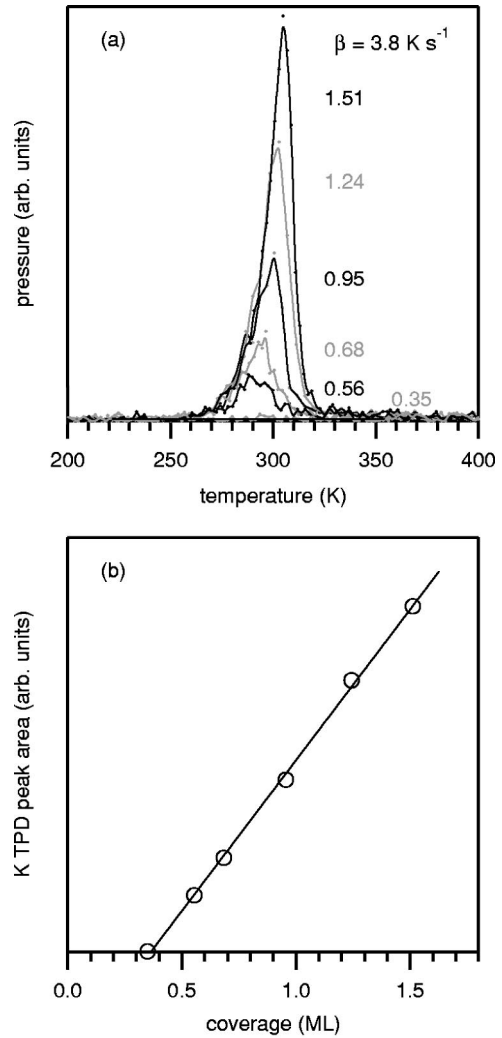 (a)
β = 3.8 K s⁻¹
1.51
1.24
0.95
0.68
0.56
0.35
pressure (arb. units)
200 250 300 350 400
temperature (K)
(b)
K TPD peak area (arb. units)
0.0 0.5 1.0 1.5
coverage (ML)